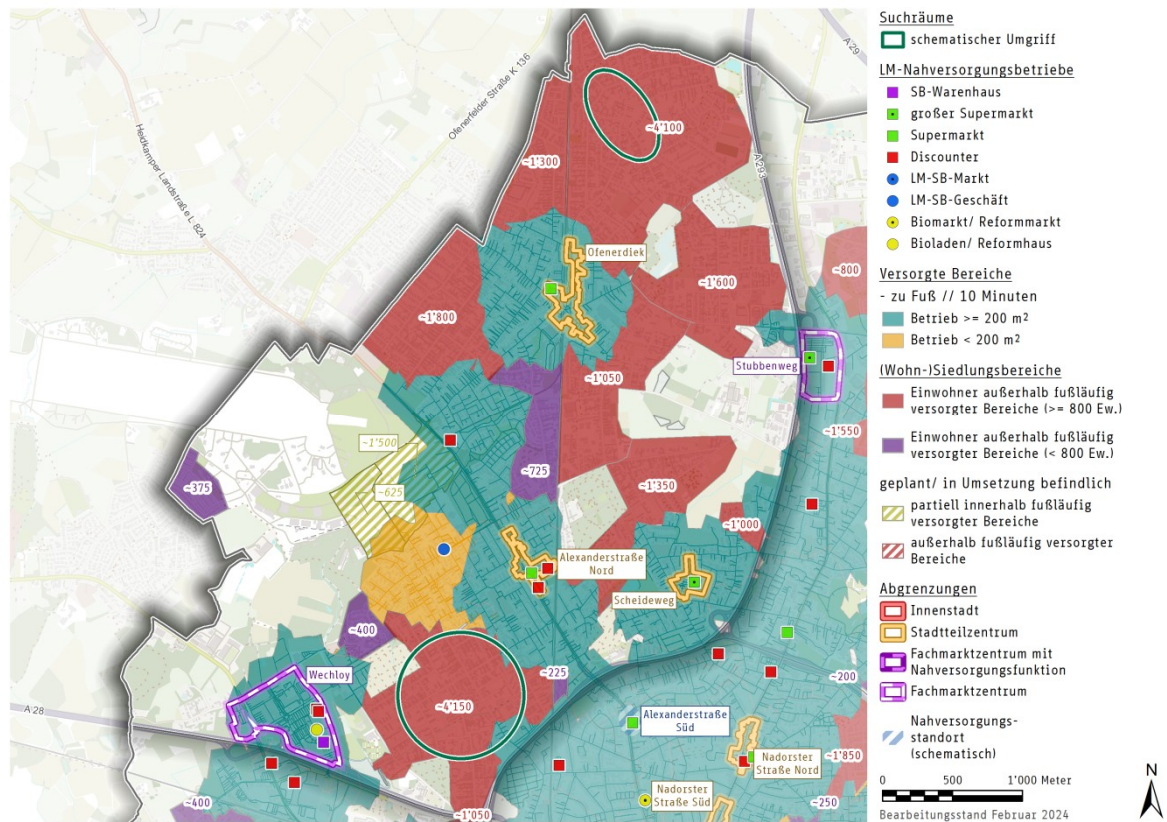 Suchräume
schematischer Umgriff
LM-Nahversorgungsbetriebe
SB-Warenhaus
großer Supermarkt
Supermarkt
Discounter
LM-SB-Markt
LM-SB-Geschäft
Biomarkt/ Reformmarkt
Bioladen/ Reformhaus
Versorgte Bereiche
- zu Fuß // 10 Minuten
Betrieb >= 200 m²
Betrieb < 200 m²
(Wohn-)Siedlungsbereiche
Einwohner außerhalb fußläufig
versorgter Bereiche (>= 800 Ew.)
Einwohner außerhalb fußläufig
versorgter Bereiche (< 800 Ew.)
geplant/ in Umsetzung befindlich
partiell innerhalb fußläufig
versorgter Bereiche
außerhalb fußläufig versorgter
Bereiche
Abgrenzungen
Innenstadt
Stadtteilzentrum
Fachmarktzentrum mit
Nahversorgungsfunktion
Fachmarktzentrum
Nahversorgungs-
standort
(schematisch)
0 500 1'000 Meter
Bearbeitungsstand Februar 2024
N
A 29
Ofenerfelder Straße K 136
Heidkamper Landstraße L 824
A 293
~4'100
~1'300
Ofenerdiek
~800
~1'600
~1'800
Stubbenweg
~1'050
~1'550
~1'500
~725
~625
~375
~1'350
~1'000
Alexanderstraße
Nord
Scheideweg
~400
Wechloy
~225
~200
A 28
~4'150
Alexanderstraße
Süd
Nadorster
Straße Nord
~1'850
Nadorster
Straße Süd
~400
~1'050
~250